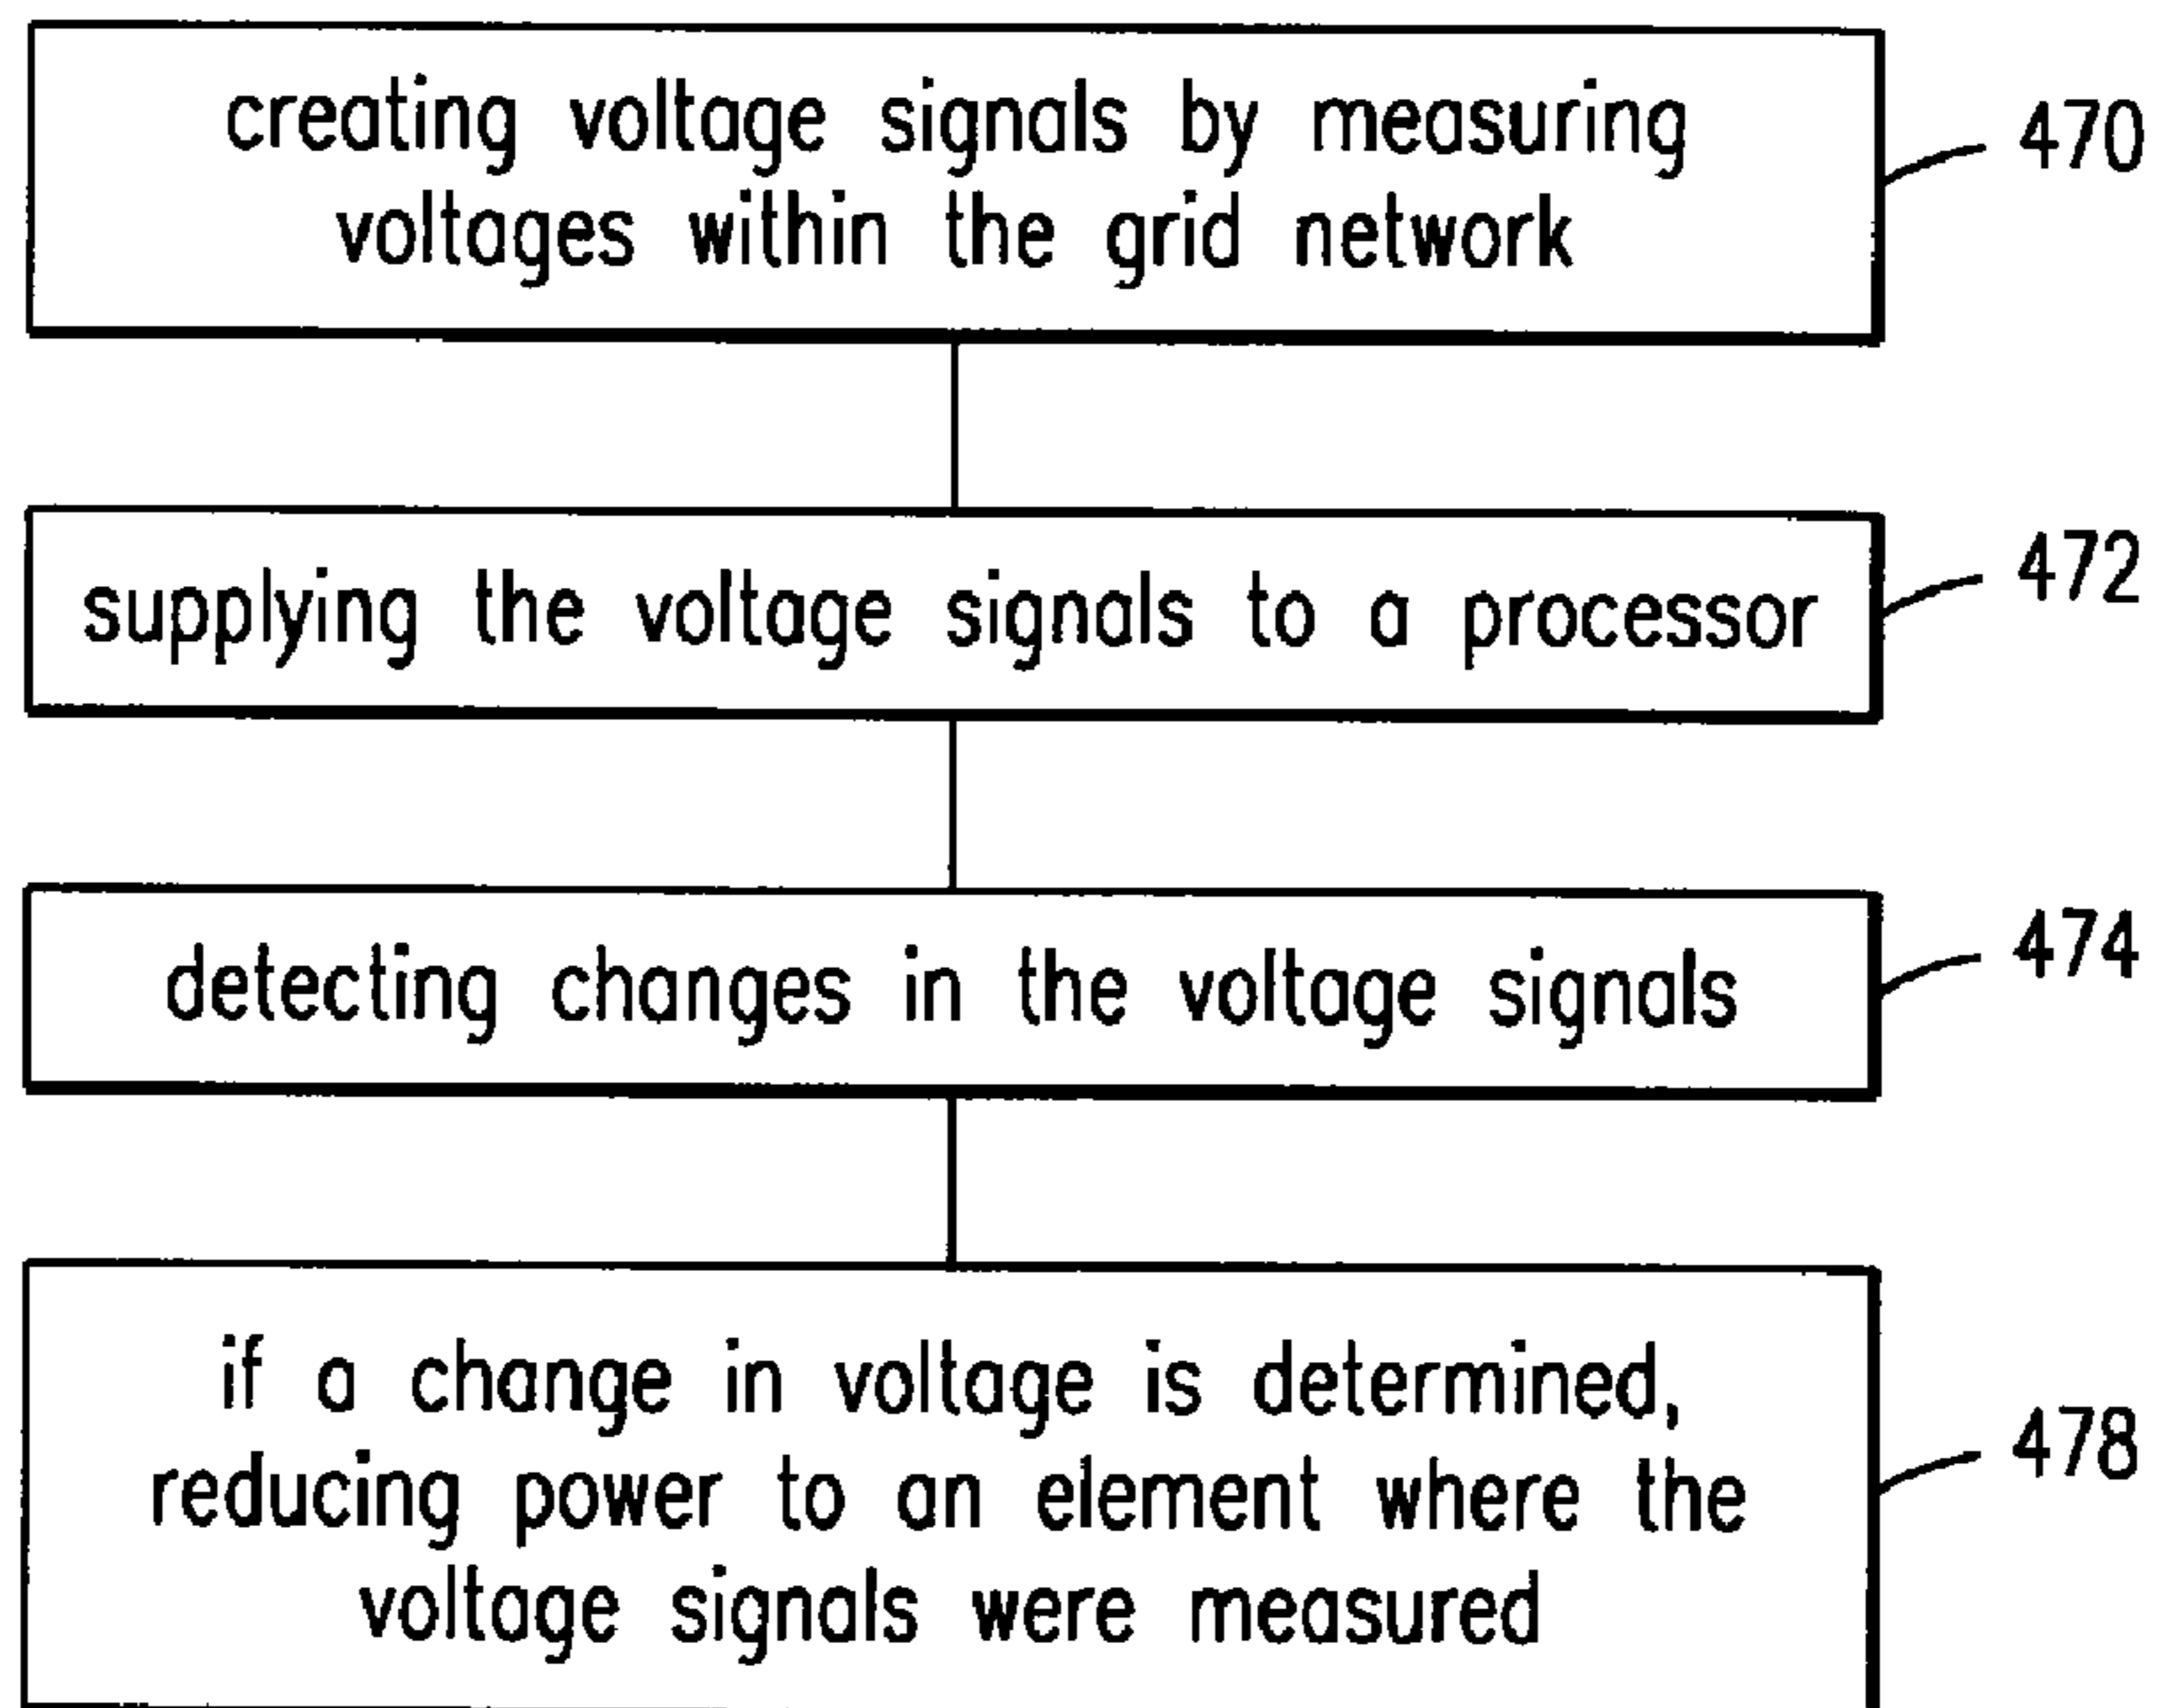 creating voltage signals by measuring
voltages within the grid network
470
supplying the voltage signals to a processor
472
detecting changes in the voltage signals
474
if a change in voltage is determined,
reducing power to an element where the
voltage signals were measured
478